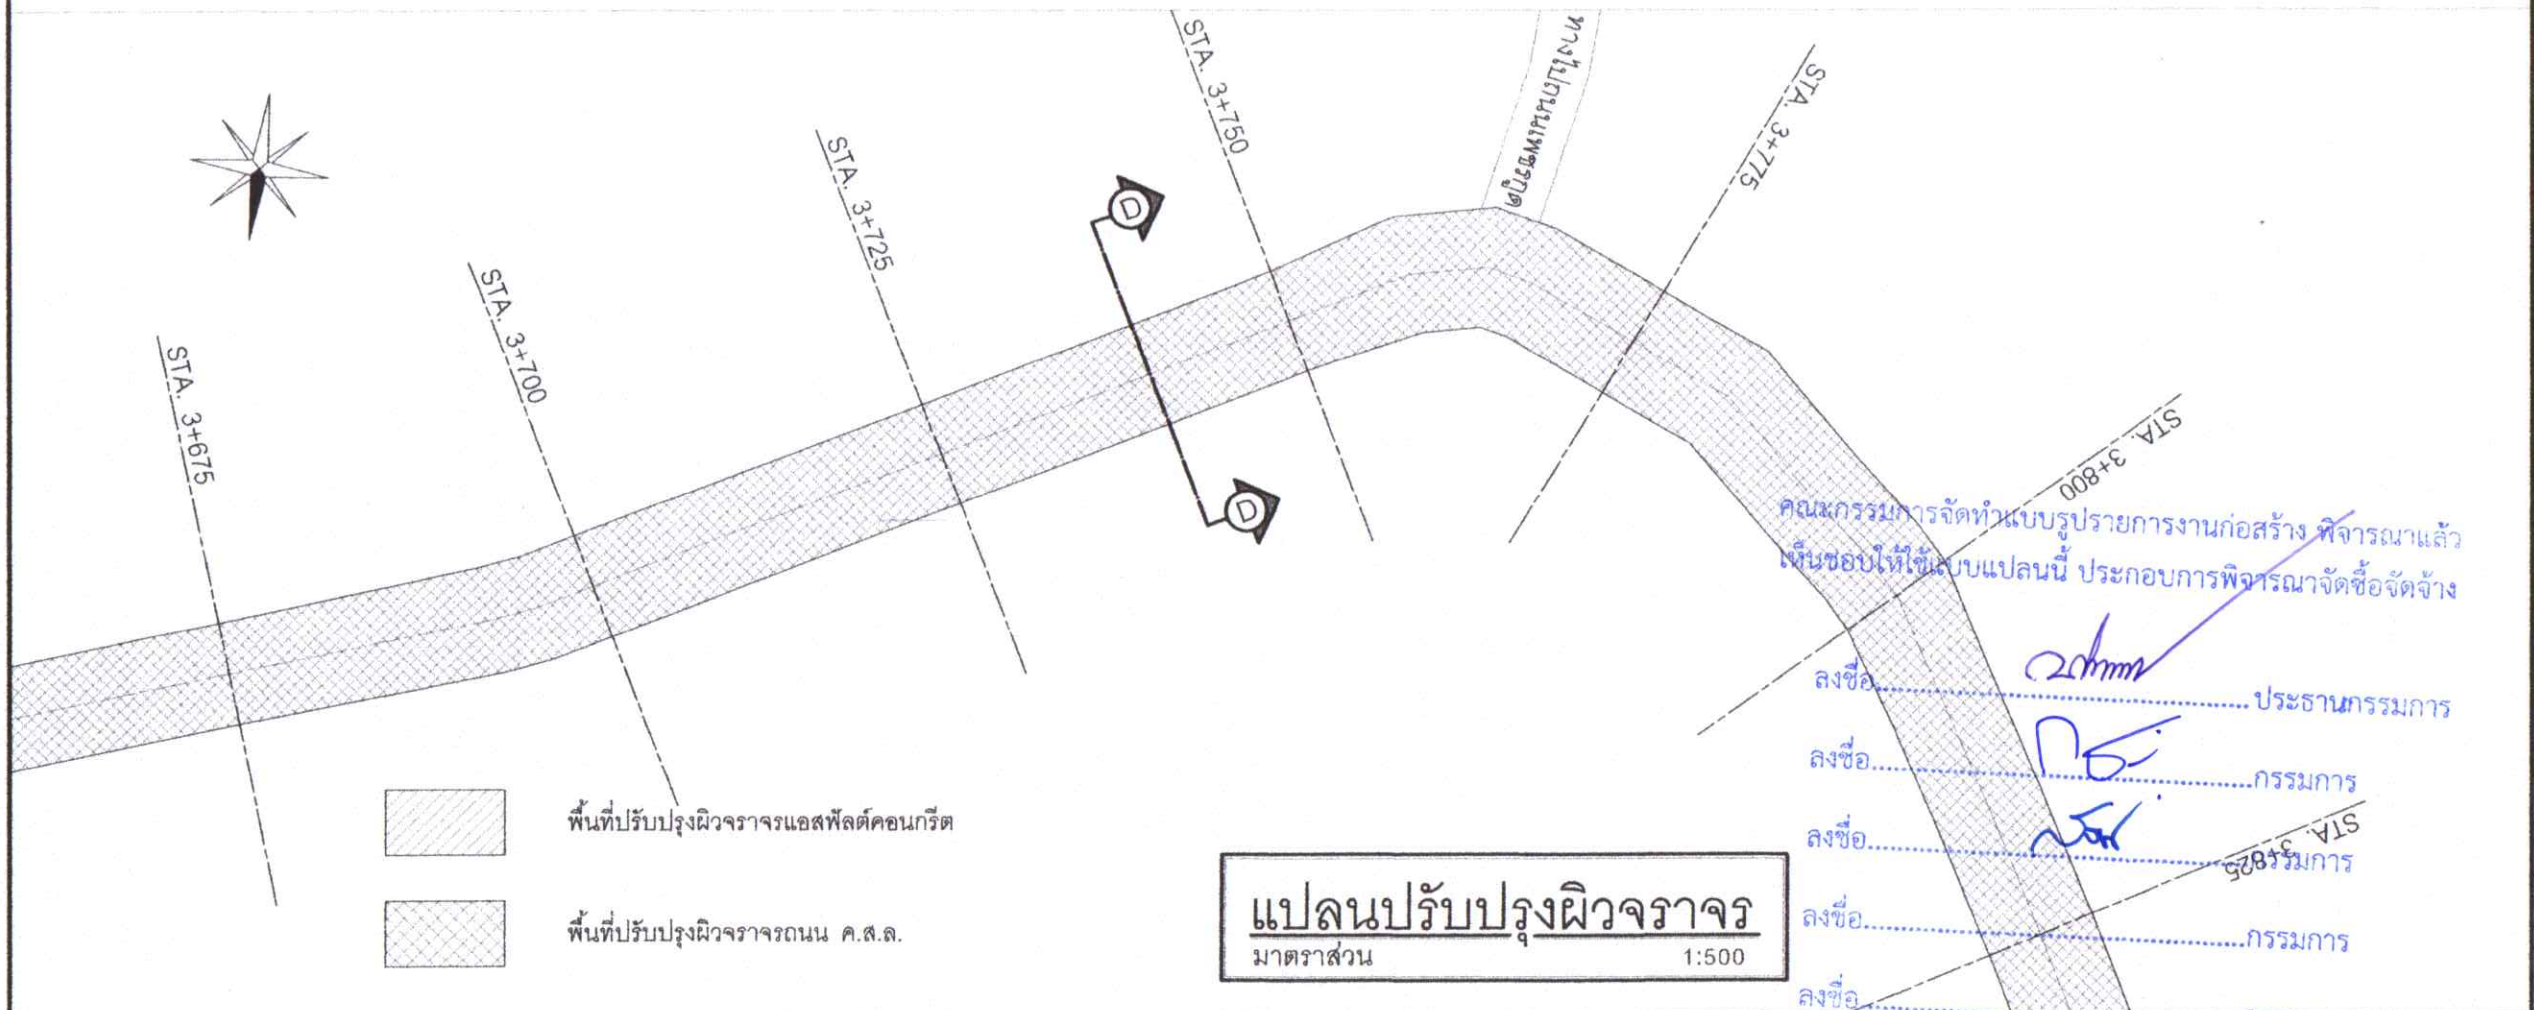 STA. 3+675
STA. 3+700
STA. 3+725
STA. 3+750
ทางไปถนนเพชรกูด
STA. 3+775
STA. 3+800
STA. 3+825
D
D
คณะกรรมการจัดทำแบบรูปรายการงานก่อสร้าง พิจารณาแล้ว
เห็นชอบให้ใช้แบบแปลนนี้ ประกอบการพิจารณาจัดซื้อจัดจ้าง
ลงชื่อ............................................ประธานกรรมการ
ลงชื่อ............................................กรรมการ
ลงชื่อ............................................กรรมการ
ลงชื่อ............................................กรรมการ
ลงชื่อ
พื้นที่ปรับปรุงผิวจราจรแอสฟัลต์คอนกรีต
พื้นที่ปรับปรุงผิวจราจรถนน ค.ส.ล.
แปลนปรับปรุงผิวจราจร
มาตราส่วน 1:500